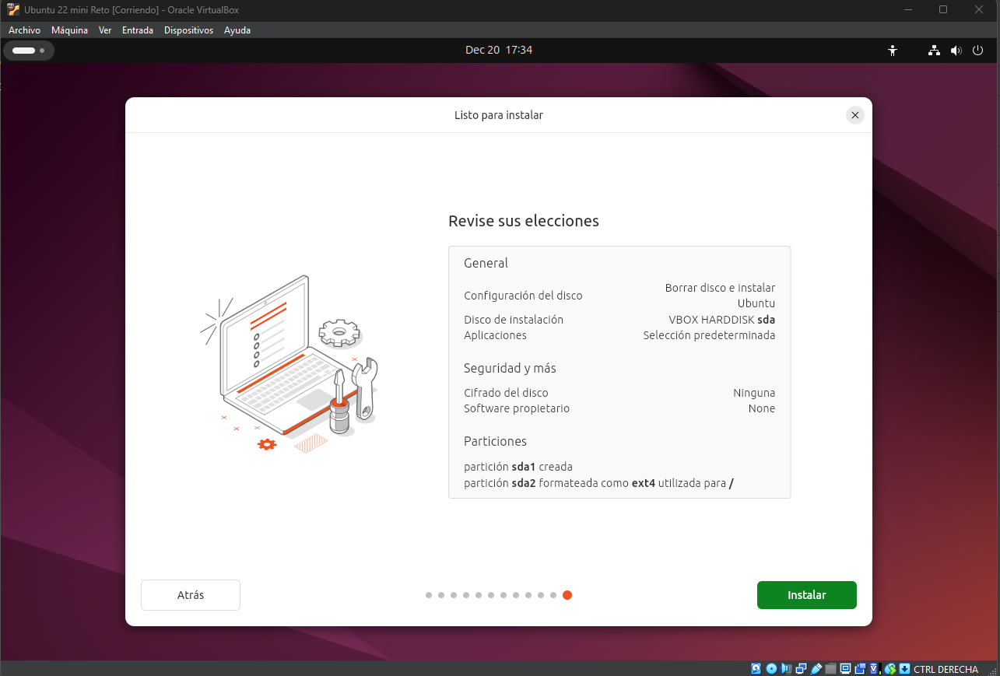 Ubuntu 22 mini Reto [Corriendo] - Oracle VirtualBox
Archivo Máquina Ver Entrada Dispositivos Ayuda
Dec 20 17:34
Listo para instalar
Revise sus elecciones
General
Configuración del disco Borrar disco e instalar Ubuntu
Disco de instalación VBOX HARDDISK sda
Aplicaciones Selección predeterminada
Seguridad y más
Cifrado del disco Ninguna
Software propietario None
Particiones
partición sda1 creada
partición sda2 formateada como ext4 utilizada para /
Atrás
Instalar
CTRL DERECHA